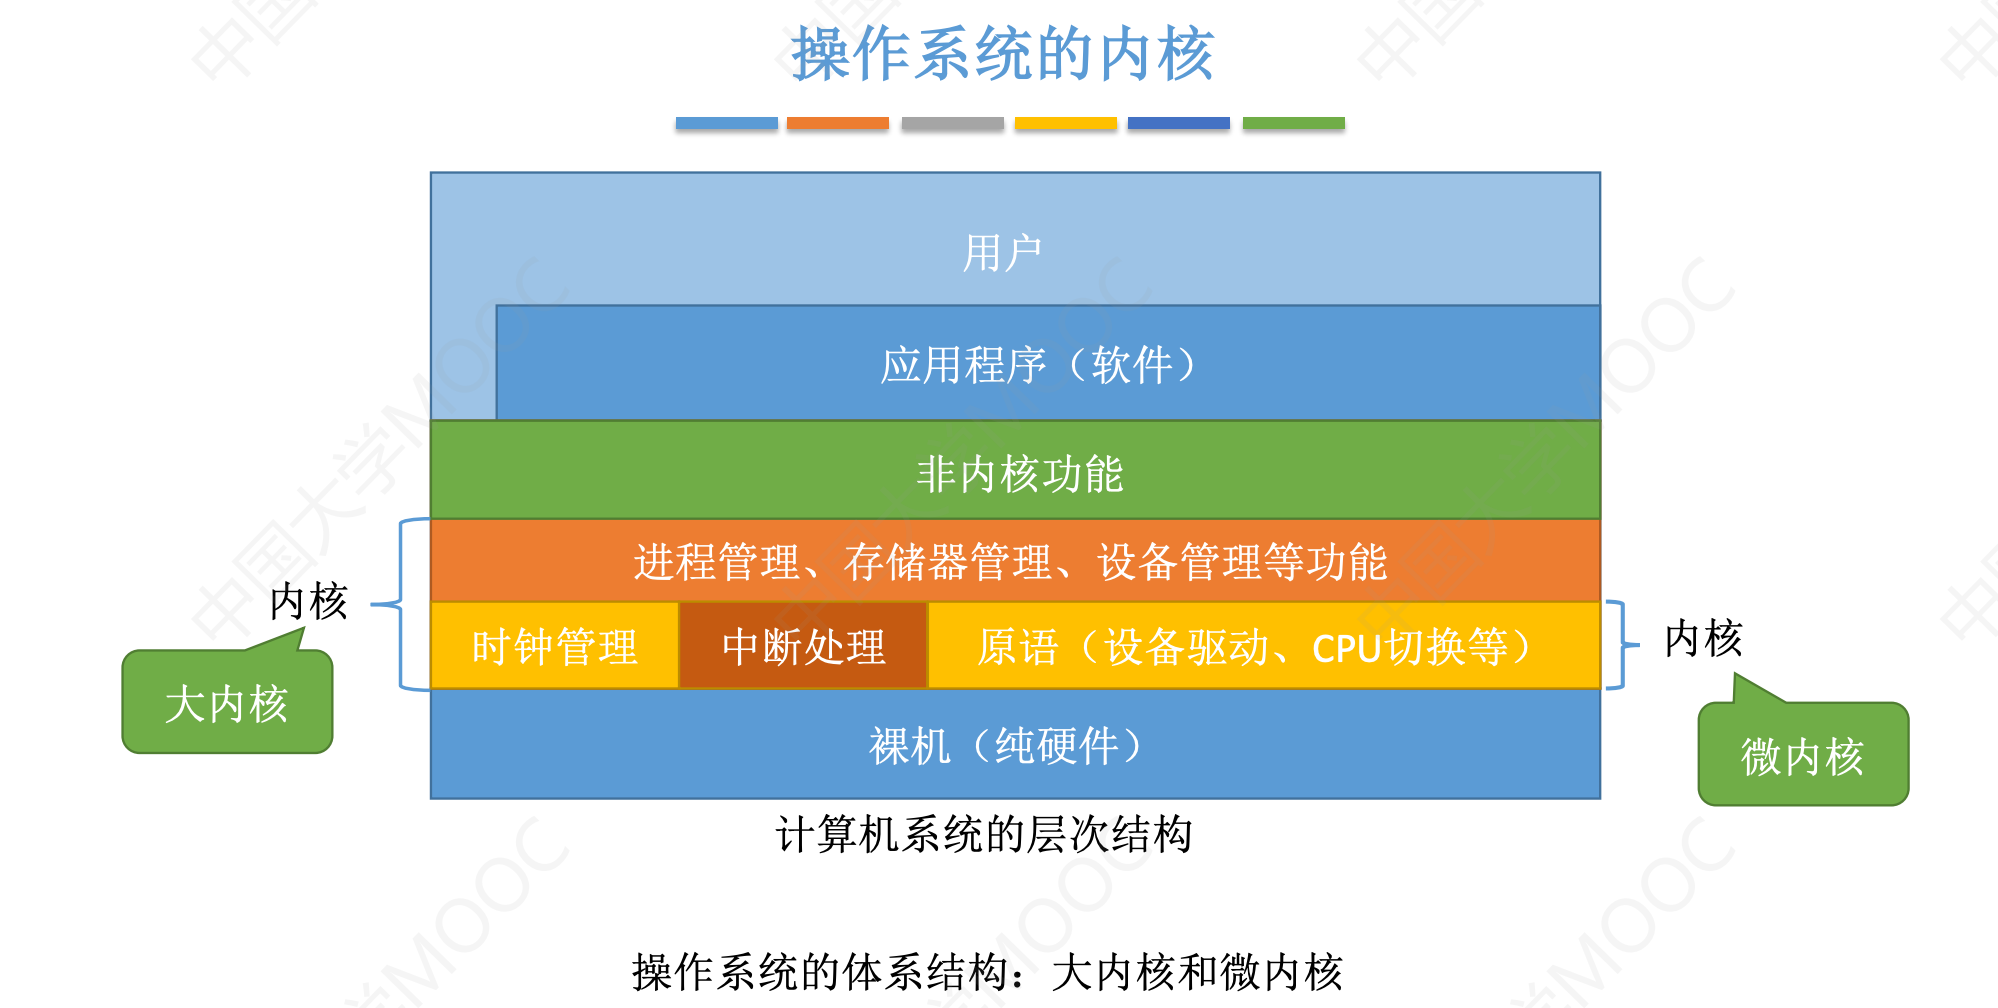 操作系统的内核
用户
应用程序（软件）
非内核功能
进程管理、存储器管理、设备管理等功能
内核
时钟管理
中断处理
原语（设备驱动、CPU切换等）
内核
大内核
裸机（纯硬件）
微内核
计算机系统的层次结构
操作系统的体系结构：大内核和微内核
中国大学MOOC